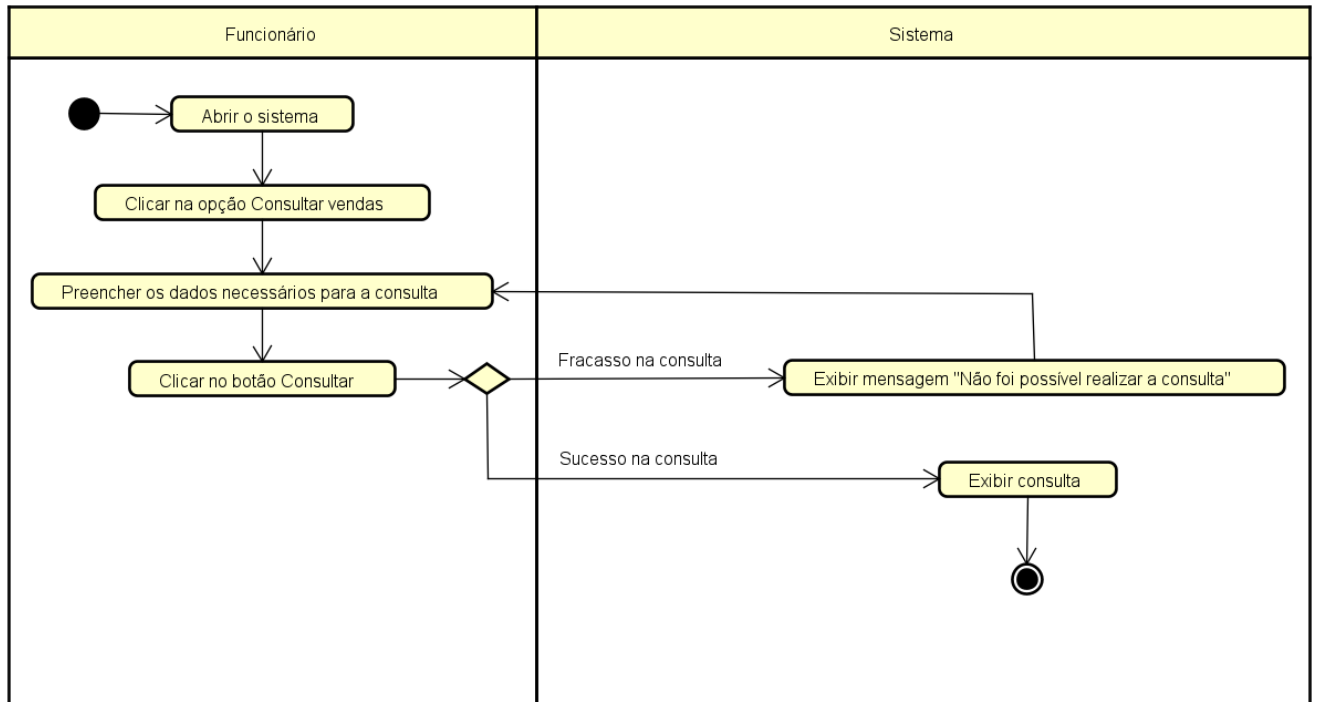 Funcionário
Sistema
Abrir o sistema
Clicar na opção Consultar vendas
Preencher os dados necessários para a consulta
Clicar no botão Consultar
Fracasso na consulta
Exibir mensagem "Não foi possível realizar a consulta"
Sucesso na consulta
Exibir consulta